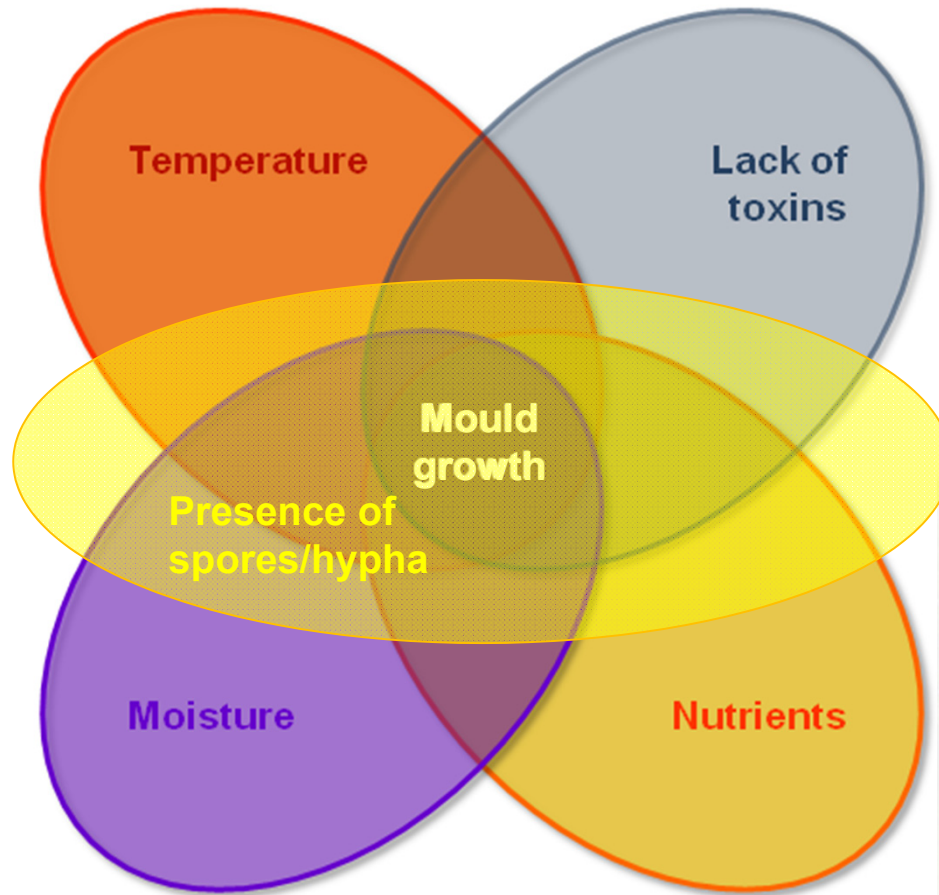 Temperature
Lack of
toxins
Mould
growth
Presence of
spores/hypha
Moisture
Nutrients